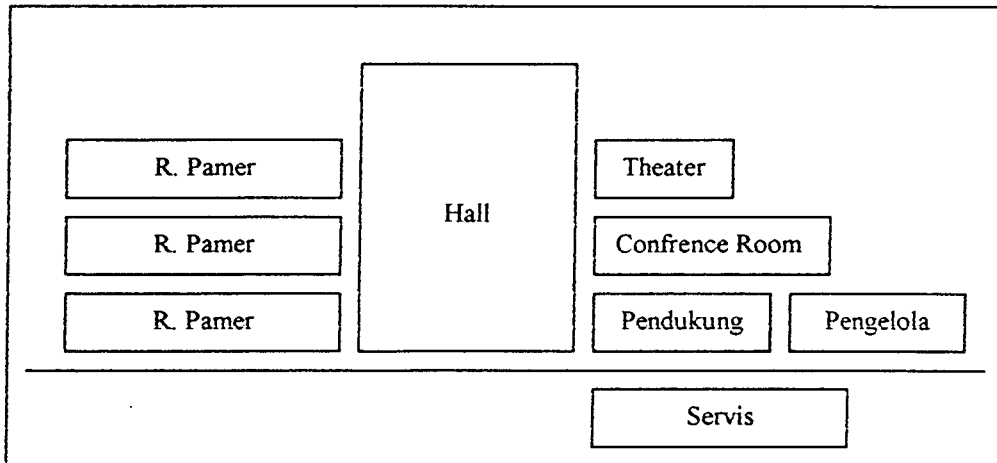 R. Pamer
Hall
Theater
R. Pamer
Confrence Room
R. Pamer
Pendukung
Pengelola
Servis